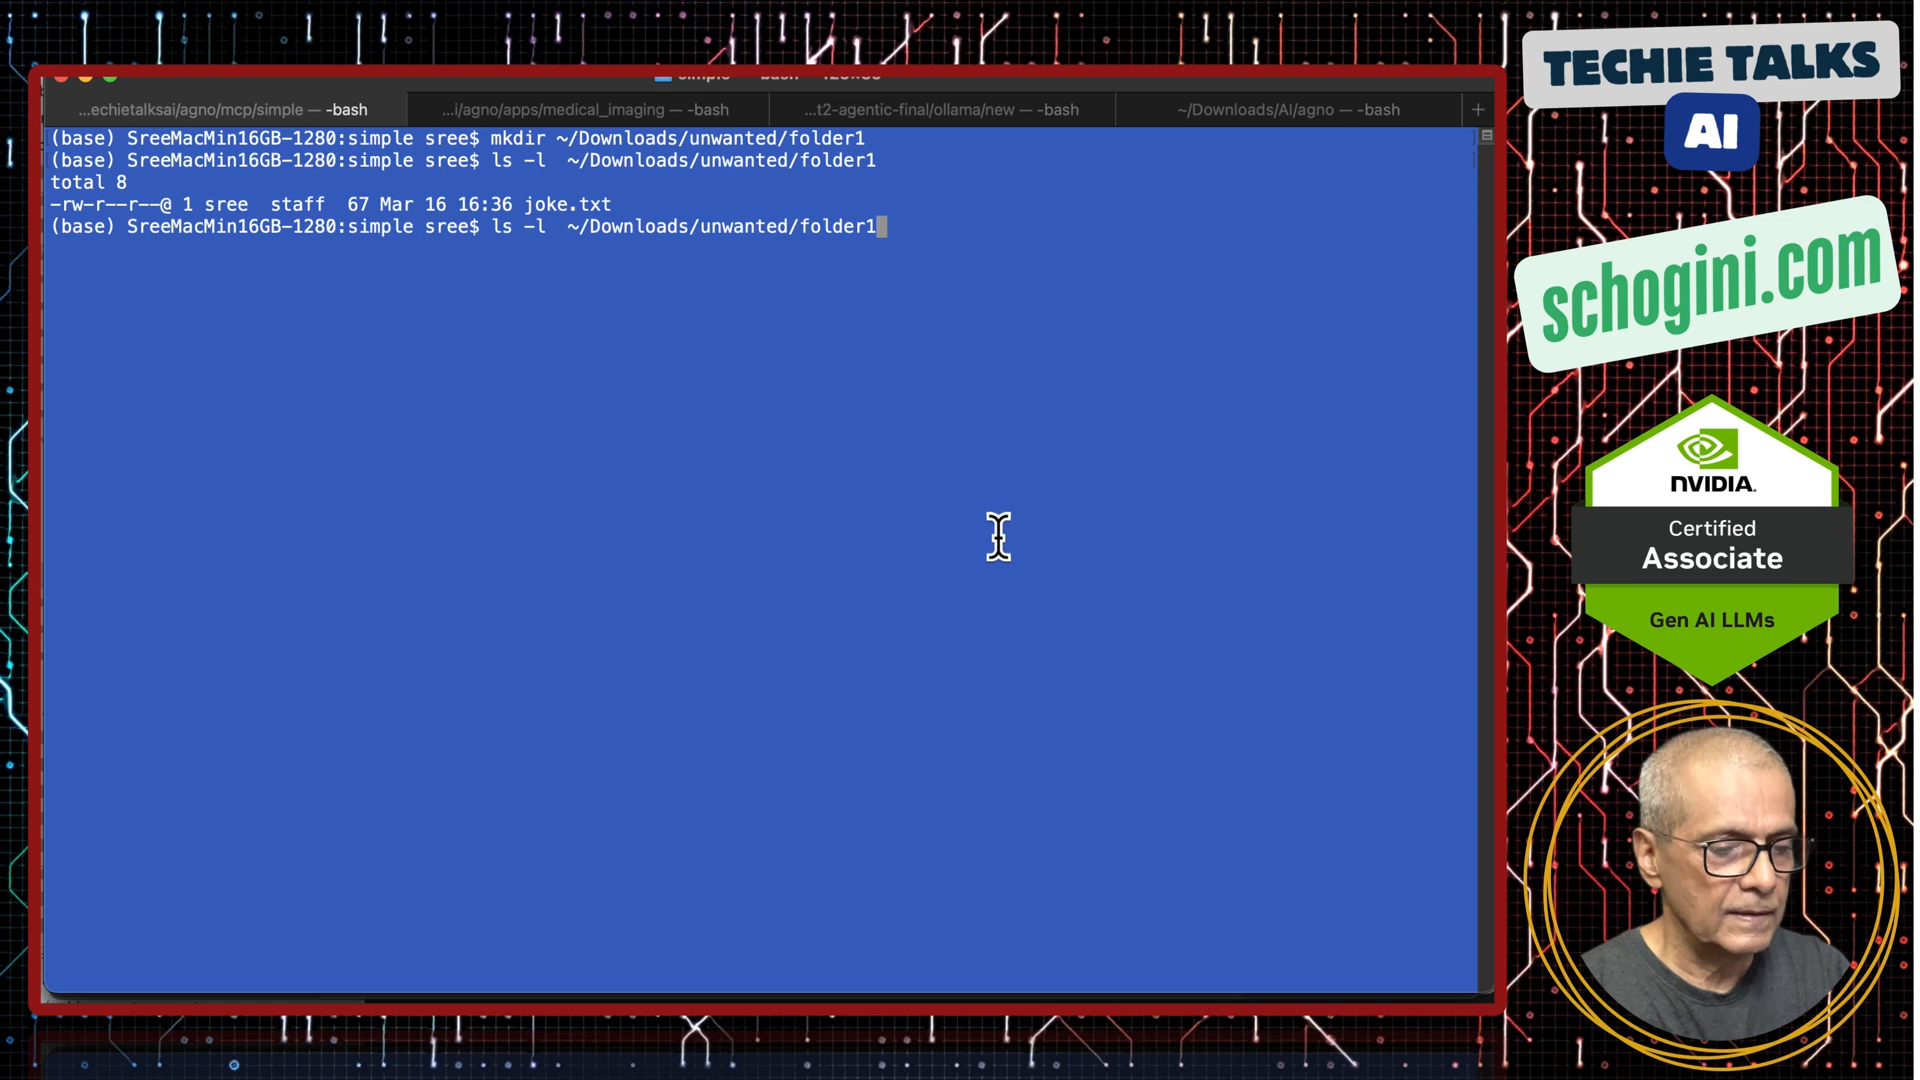 ...echietalksai/agno/mcp/simple — -bash
...i/agno/apps/medical_imaging — -bash
...t2-agentic-final/ollama/new — -bash
~/Downloads/AI/agno — -bash
+
(base) SreeMacMin16GB-1280:simple sree$ mkdir ~/Downloads/unwanted/folder1
(base) SreeMacMin16GB-1280:simple sree$ ls -l  ~/Downloads/unwanted/folder1
total 8
-rw-r--r--@ 1 sree  staff  67 Mar 16 16:36 joke.txt
(base) SreeMacMin16GB-1280:simple sree$ ls -l  ~/Downloads/unwanted/folder1
TECHIE TALKS
AI
schogini.com
NVIDIA.
Certified
Associate
Gen AI LLMs